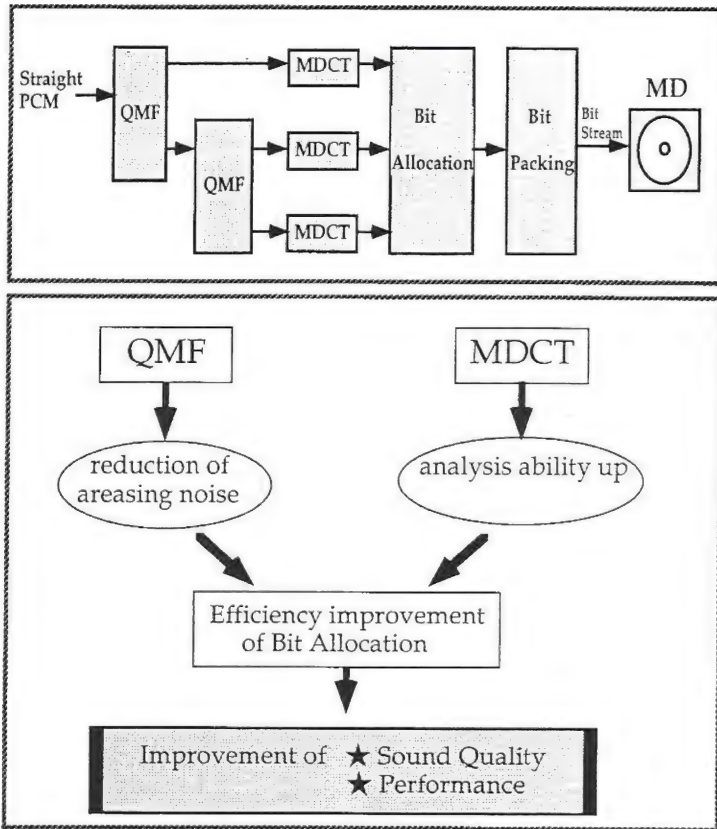 Straight
PCM
QMF
QMF
MDCT
MDCT
MDCT
Bit
Allocation
Bit
Packing
Bit
Stream
MD
QMF
MDCT
reduction of
areasing noise
analysis ability up
Efficiency improvement
of Bit Allocation
Improvement of ★ Sound Quality
★ Performance